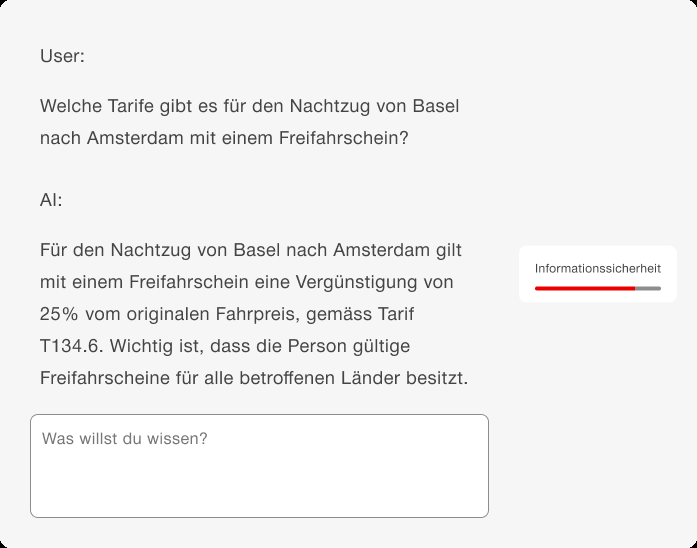 User:
Welche Tarife gibt es für den Nachtzug von Basel
nach Amsterdam mit einem Freifahrschein?
AI:
Für den Nachtzug von Basel nach Amsterdam gilt
mit einem Freifahrschein eine Vergünstigung von
25% vom originalen Fahrpreis, gemäss Tarif
T134.6. Wichtig ist, dass die Person gültige
Freifahrscheine für alle betroffenen Länder besitzt.
Informationssicherheit
Was willst du wissen?